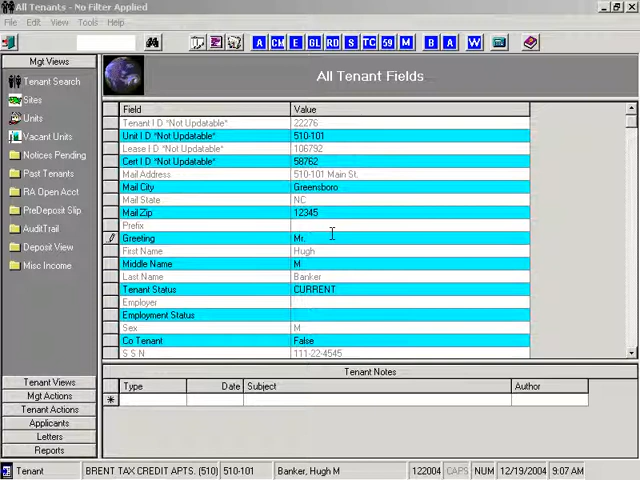 All Tenants - No Filter Applied
File Edit View Tools Help
A CM E GL RD S TC 59 M B A W
Mgt Views
Tenant Search
Sites
Units
Vacant Units
Notices Pending
Past Tenants
RA Open Acct
PreDeposit Slip
AuditTrail
Deposit View
Misc Income
Tenant Views
Mgt Actions
Tenant Actions
Applicants
Letters
Reports
All Tenant Fields
Field Value
Tenant I D *Not Updatable* 22276
Unit I D *Not Updatable* 510-101
Lease I D *Not Updatable* 106792
Cert I D *Not Updatable* 58762
Mail Address 510-101 Main St.
Mail City Greensboro
Mail State NC
Mail Zip 12345
Prefix
Greeting Mr.
First Name Hugh
Middle Name M
Last Name Banker
Tenant Status CURRENT
Employer
Employment Status
Sex M
Co Tenant False
S S N 111-22-4545
Tenant Notes
Type Date Subject Author
Tenant BRENT TAX CREDIT APTS. (510) 510-101 Banker, Hugh M 122004 CAPS NUM 12/19/2004 9:07 AM